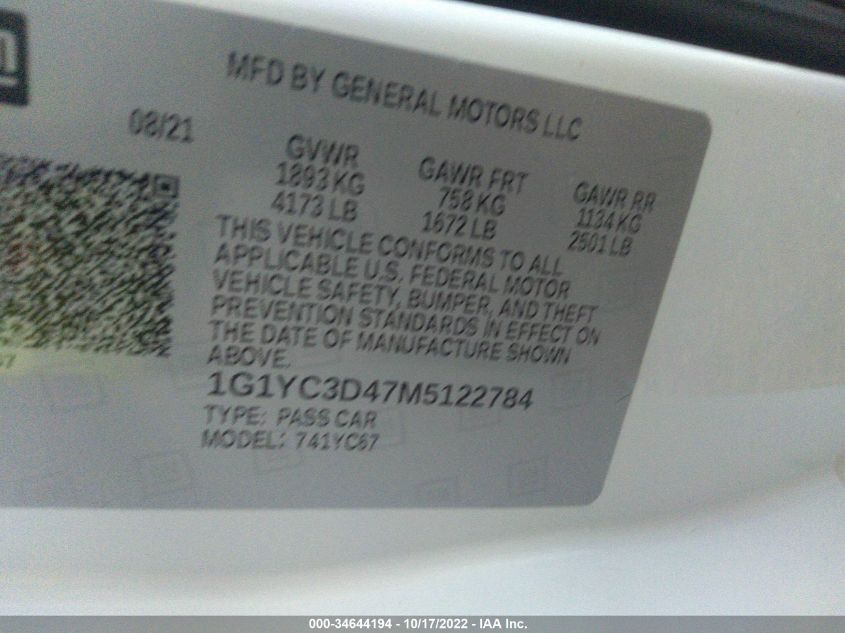 MFD BY GENERAL MOTORS LLC
08/21
GVWR GAWR FRT GAWR RR
1893 KG 758 KG 1134 KG
4173 LB 1672 LB 2501 LB
THIS VEHICLE CONFORMS TO ALL
APPLICABLE U.S. FEDERAL MOTOR
VEHICLE SAFETY, BUMPER, AND THEFT
PREVENTION STANDARDS IN EFFECT ON
THE DATE OF MANUFACTURE SHOWN
ABOVE.
1G1YC3D47M5122784
TYPE: PASS CAR
MODEL: 741YC67
000-34644194 - 10/17/2022 - IAA Inc.